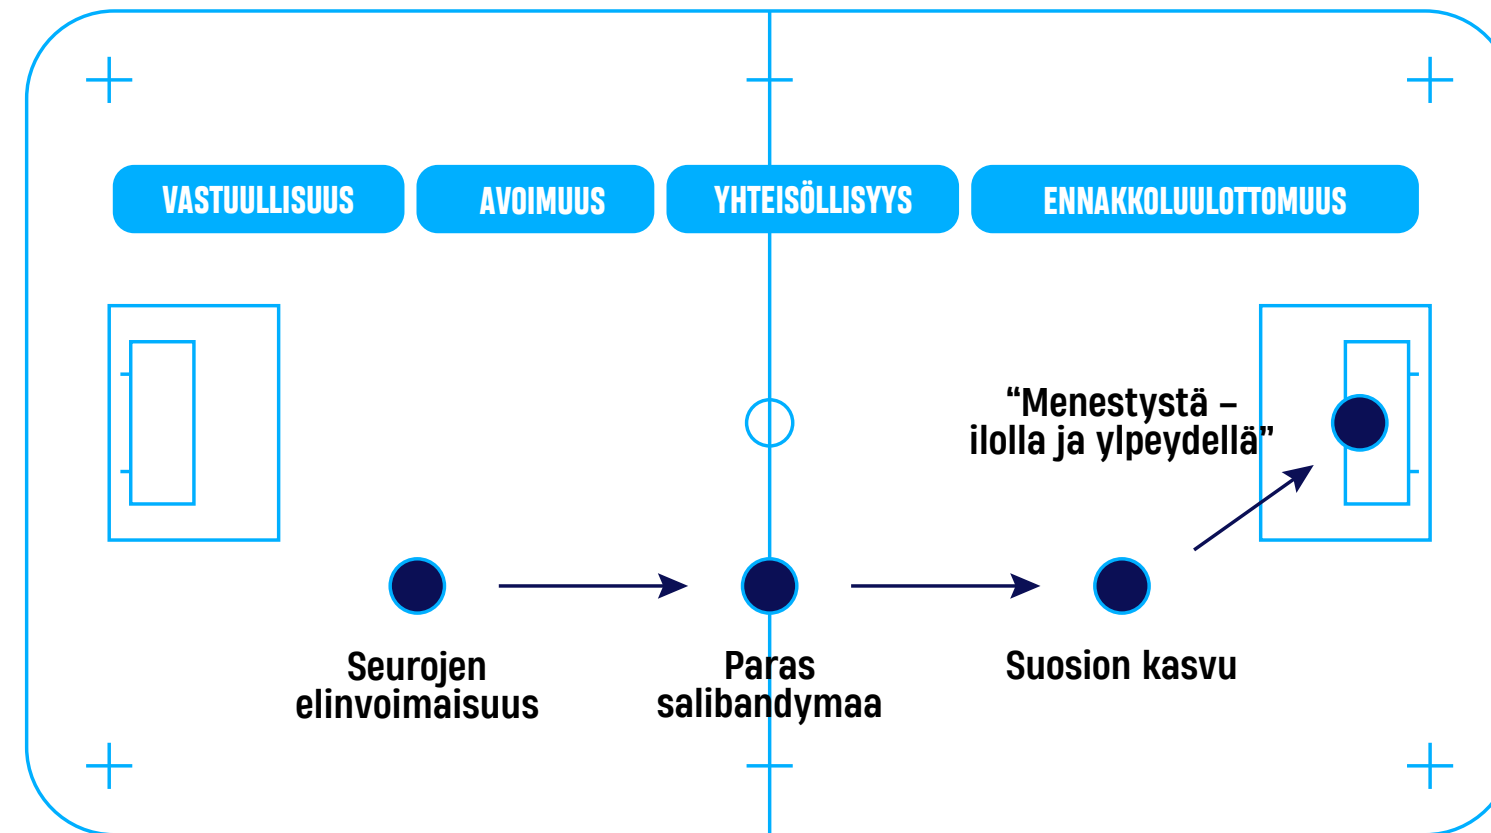 VASTUULLISUUS
AVOIMUUS
YHTEISÖLLISYYS
ENNAKKOLUULOTTOMUUS
“Menestystä –
ilolla ja ylpeydellä”
Seurojen
elinvoimaisuus
Paras
salibandymaa
Suosion kasvu